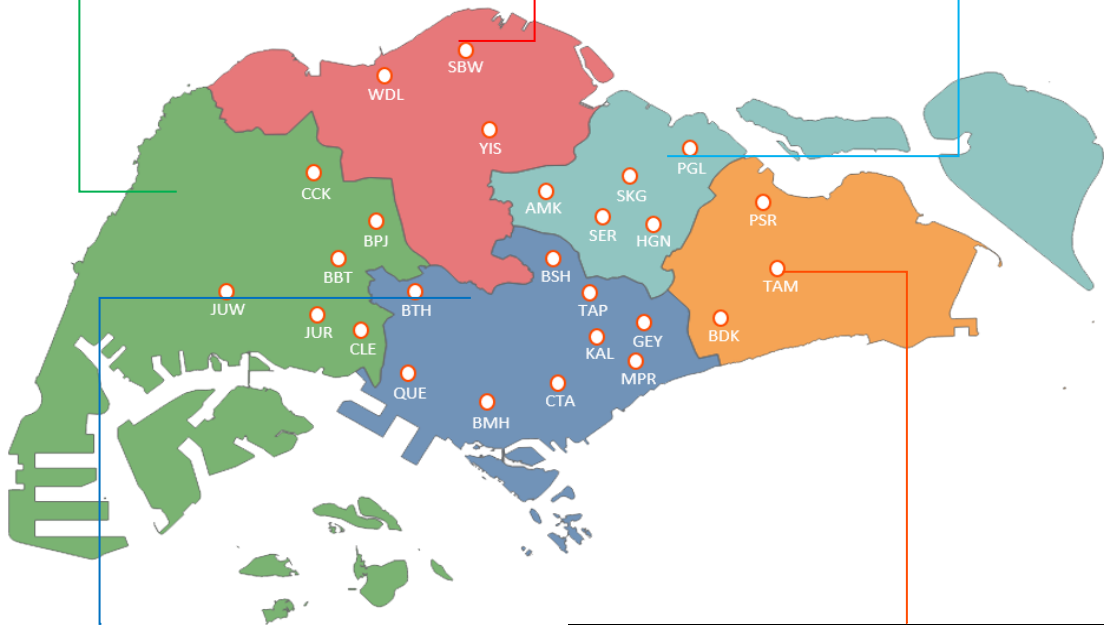 SBW
WDL
YIS
PGL
CCK
SKG
AMK
PSR
SER
HGN
BPJ
BBT
BSH
TAM
JUW
BTH
TAP
JUR
CLE
KAL
GEY
BDK
MPR
QUE
CTA
BMH